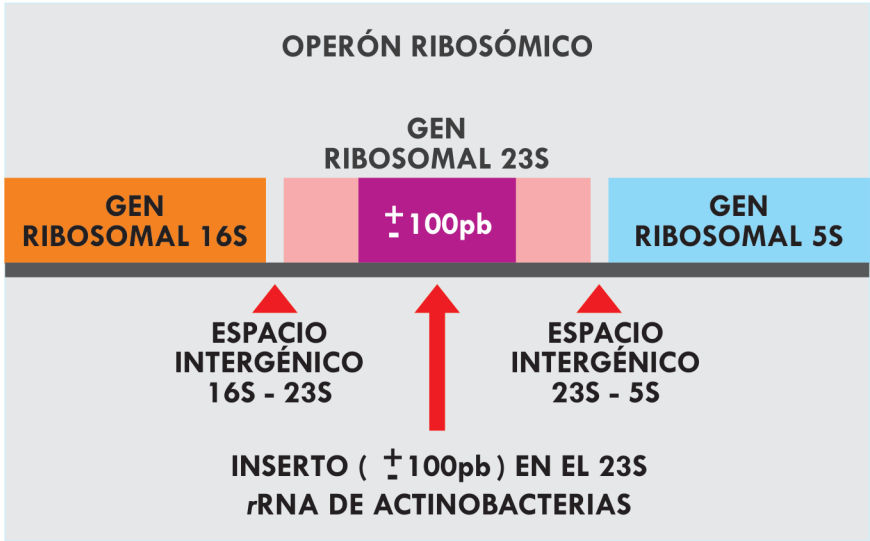 OPERÓN RIBOSÓMICO
GEN
RIBOSOMAL 23S
GEN
RIBOSOMAL 16S
±100pb
GEN
RIBOSOMAL 5S
ESPACIO
INTERGÉNICO
16S - 23S
ESPACIO
INTERGÉNICO
23S - 5S
INSERTO ( ±100pb ) EN EL 23S
rRNA DE ACTINOBACTERIAS